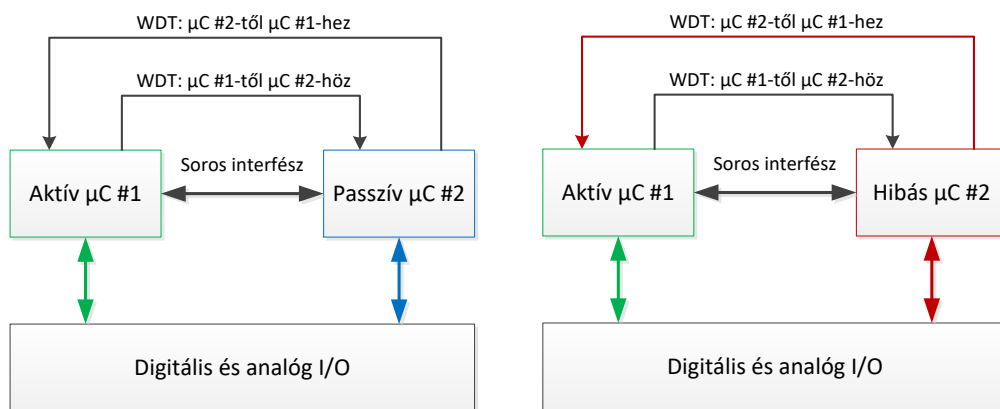 WDT: µC #2-től µC #1-hez
WDT: µC #1-től µC #2-höz
Soros interfész
Aktív µC #1
Passzív µC #2
Digitális és analóg I/O
WDT: µC #2-től µC #1-hez
WDT: µC #1-től µC #2-höz
Soros interfész
Aktív µC #1
Hibás µC #2
Digitális és analóg I/O